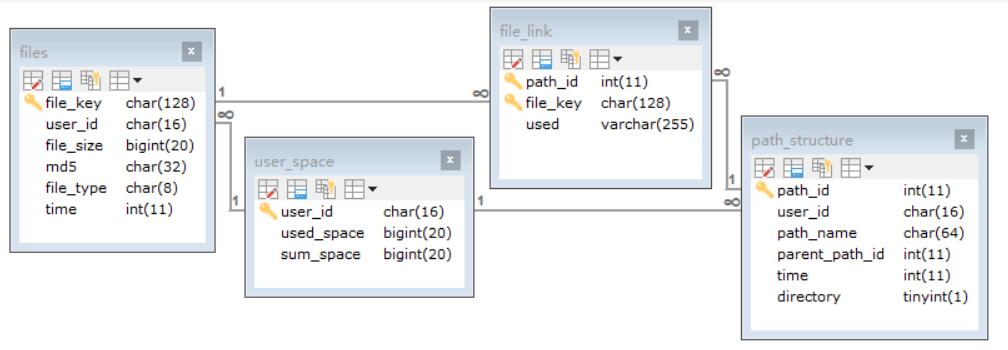 files
file_key char(128)
user_id char(16)
file_size bigint(20)
md5 char(32)
file_type char(8)
time int(11)
1
∞
∞
1
user_space
user_id char(16)
used_space bigint(20)
sum_space bigint(20)
1
∞
file_link
path_id int(11)
file_key char(128)
used varchar(255)
∞
1
path_structure
path_id int(11)
user_id char(16)
path_name char(64)
parent_path_id int(11)
time int(11)
directory tinyint(1)